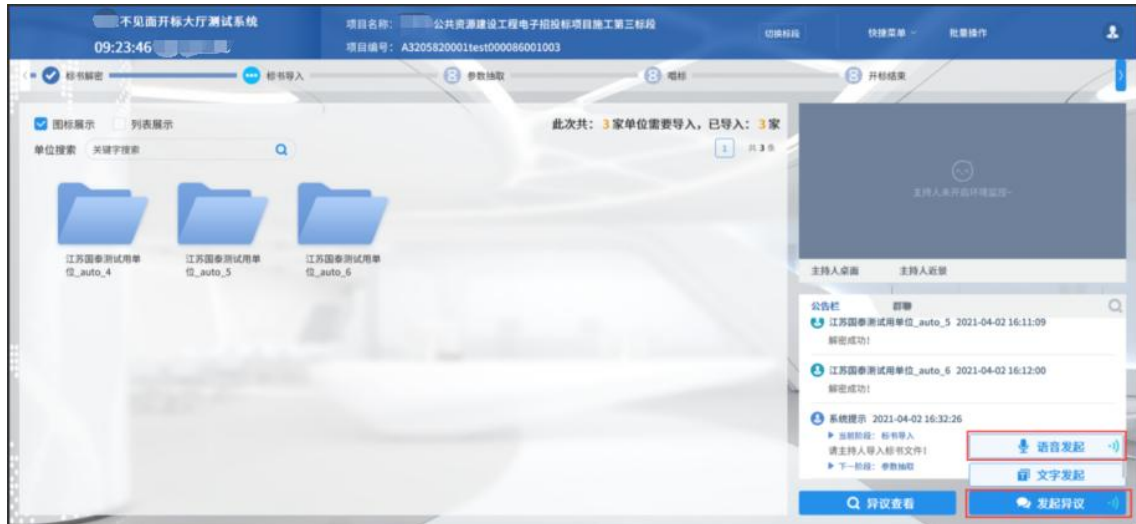 不见面开标大厅测试系统
09:23:46
项目名称： 公共资源建设工程电子招投标项目施工第三标段
项目编号： A3205820001test000086001003
切换标段
快捷菜单
批量操作
标书解密
标书导入
参数抽取
唱标
开标结束
图标展示
列表展示
此次共：3家单位需要导入，已导入：3家
单位搜索
关键字搜索
1
共 3 条
江苏国泰测试用单
位_auto_4
江苏国泰测试用单
位_auto_5
江苏国泰测试用单
位_auto_6
主持人未开启环境监控~
主持人桌面
主持人近景
公告栏
群聊
江苏国泰测试用单位_auto_5 2021-04-02 16:11:09
解密成功!
江苏国泰测试用单位_auto_6 2021-04-02 16:12:00
解密成功!
系统提示 2021-04-02 16:32:26
当前阶段： 标书导入
请主持人导入标书文件!
下一阶段： 参数抽取
语音发起
文字发起
异议查看
发起异议